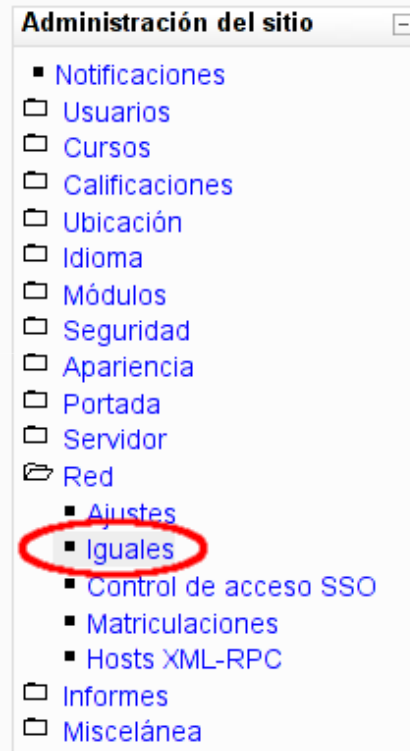 Administración del sitio
Notificaciones
Usuarios
Cursos
Calificaciones
Ubicación
Idioma
Módulos
Seguridad
Apariencia
Portada
Servidor
Red
Ajustes
Iguales
Control de acceso SSO
Matriculaciones
Hosts XML-RPC
Informes
Miscelánea